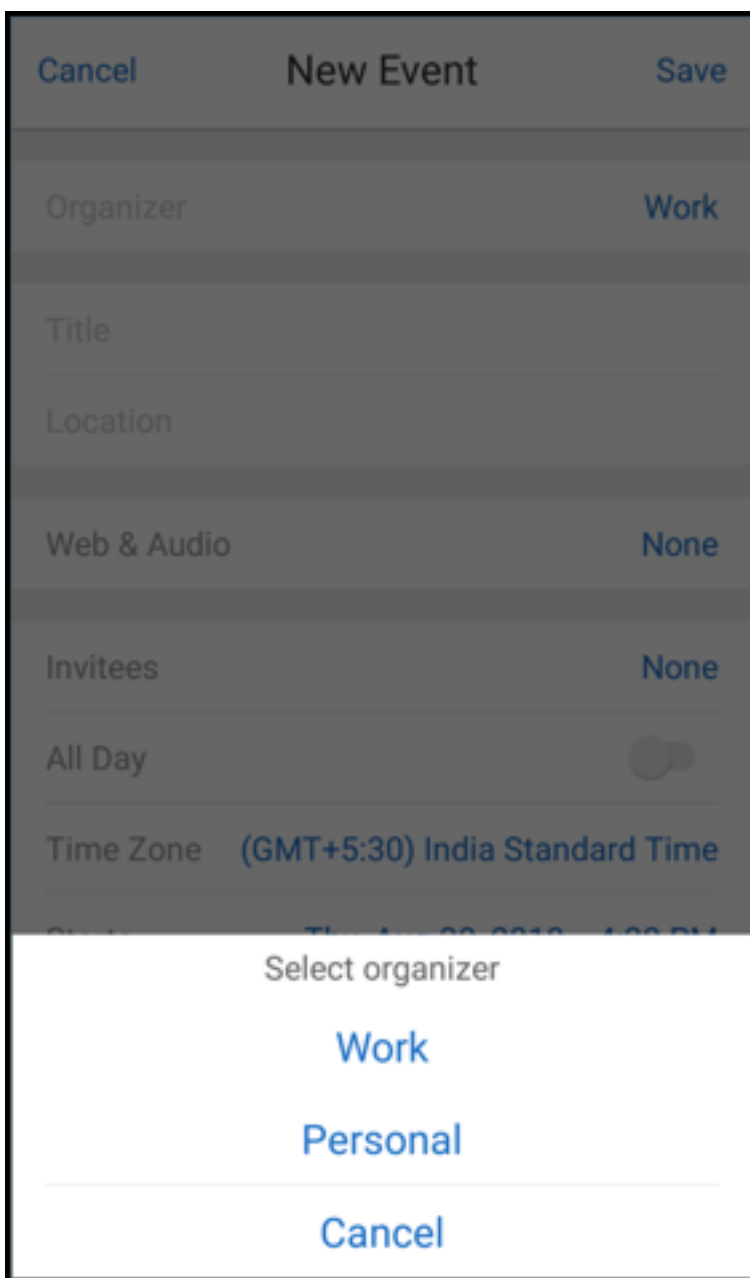 Cancel New Event Save
Organizer Work
Title
Location
Web & Audio None
Invitees None
All Day
Time Zone (GMT+5:30) India Standard Time
Select organizer
Work
Personal
Cancel